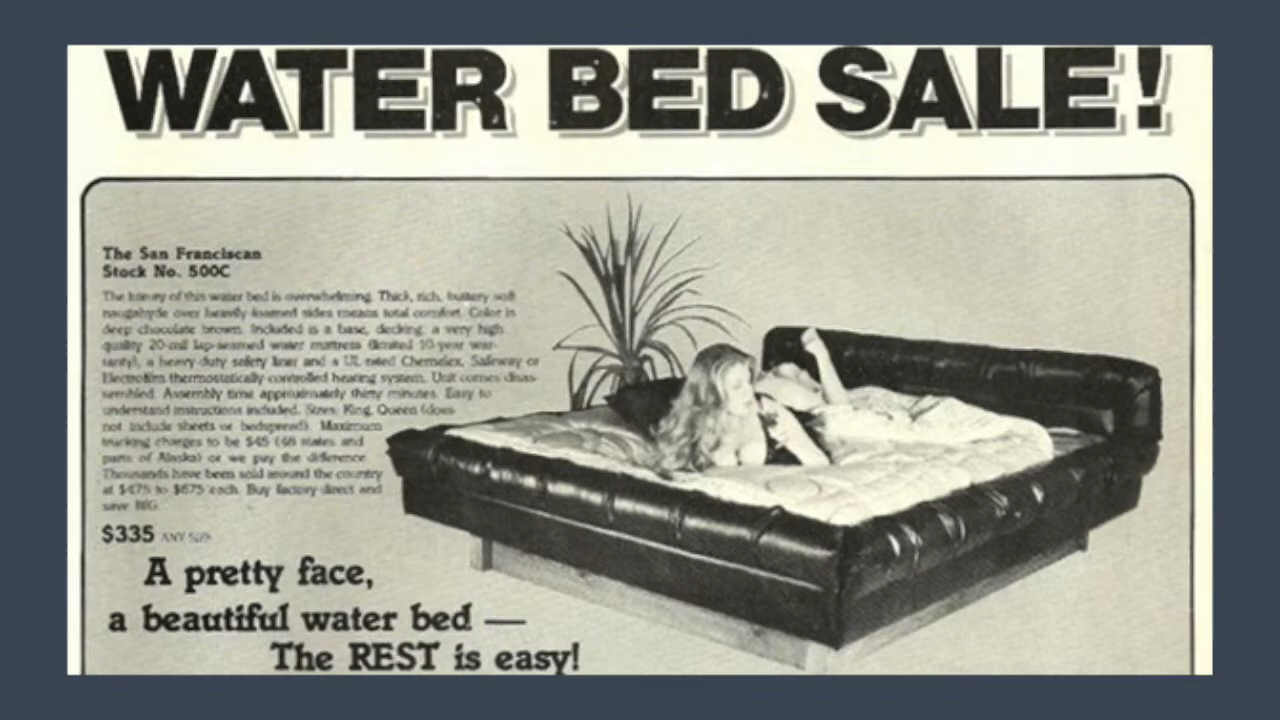 WATER BED SALE!
The San Franciscan
Stock No. 500C
The luxury of this water bed is overwhelming. Thick, rich, buttery soft
naugahyde over heavily foamed sides means total comfort. Color is
deep chocolate brown. Included is a base, decking, a very high
quality 20-mil lap-seamed water mattress (limited 10-year war-
ranty), a heavy duty safety liner and a UL rated Chemelex, Safeway or
Electrofilm thermostatically controlled heating system. Unit comes disas-
sembled. Assembly time approximately thirty minutes. Easy to
understand instructions included. Sizes: King, Queen (does
not include sheets or bedspread). Maximum
trucking charges to be $45 (48 states and
parts of Alaska) or we pay the difference.
Thousands have been sold around the country
at $475 to $675 each. Buy factory direct and
save BIG.
$335 ANY SIZE
A pretty face,
a beautiful water bed —
The REST is easy!